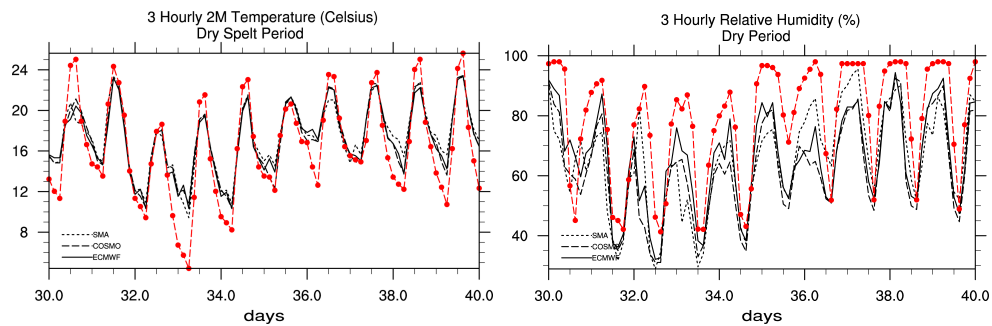 3 Hourly 2M Temperature (Celsius)
Dry Spelt Period
24
20
16
12
8
SMA
COSMO
ECMWF
30.0 32.0 34.0 36.0 38.0 40.0
days
3 Hourly Relative Humidity (%)
Dry Period
100
80
60
40
SMA
COSMO
ECMWF
30.0 32.0 34.0 36.0 38.0 40.0
days